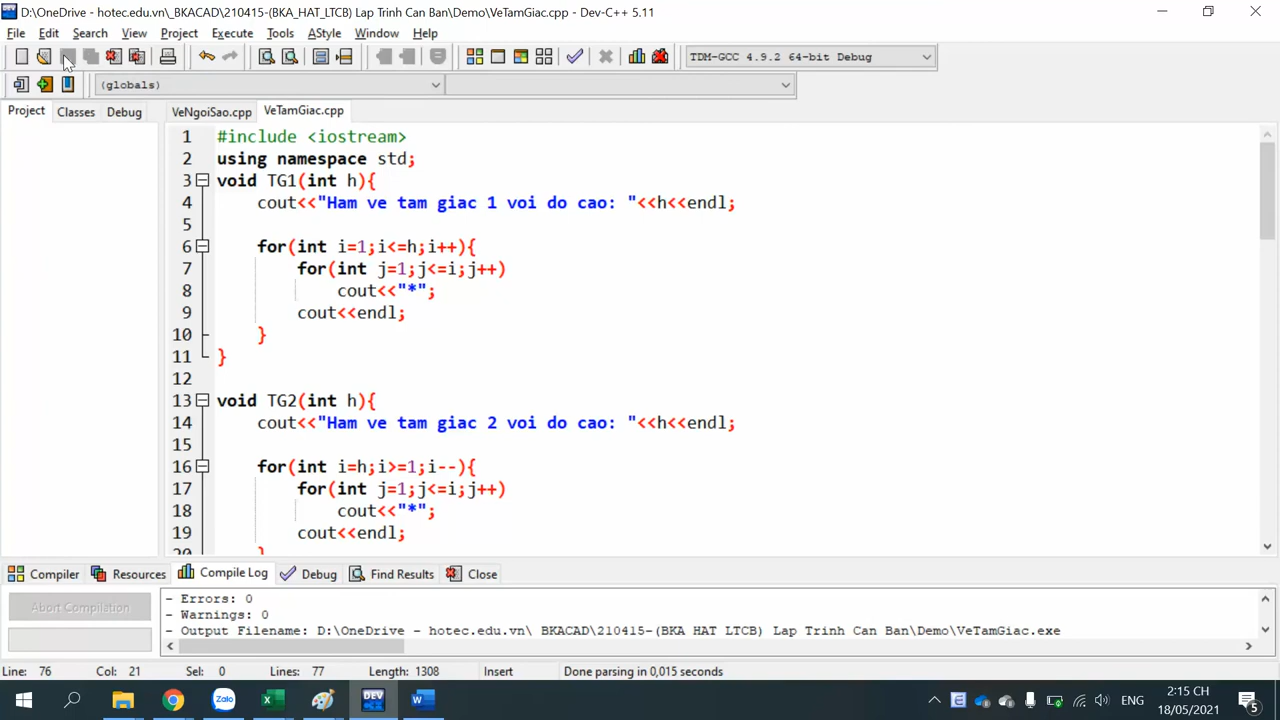 D:\OneDrive - hotec.edu.vn\_BKACAD\210415-(BKA_HAT_LTCB) Lap Trinh Can Ban\Demo\VeTamGiac.cpp - Dev-C++ 5.11
File Edit Search View Project Execute Tools AStyle Window Help
TDM-GCC 4.9.2 64-bit Debug
(globals)
Project Classes Debug VeNgoiSao.cpp VeTamGiac.cpp
1 #include <iostream>
2 using namespace std;
3 void TG1(int h){
4 cout<<"Ham ve tam giac 1 voi do cao: "<<h<<endl;
5
6 for(int i=1;i<=h;i++){
7 for(int j=1;j<=i;j++)
8 cout<<"*";
9 cout<<endl;
10 }
11 }
12
13 void TG2(int h){
14 cout<<"Ham ve tam giac 2 voi do cao: "<<h<<endl;
15
16 for(int i=h;i>=1;i--){
17 for(int j=1;j<=i;j++)
18 cout<<"*";
19 cout<<endl;
20 }
Compiler Resources Compile Log Debug Find Results Close
Abort Compilation
- Errors: 0
- Warnings: 0
- Output Filename: D:\OneDrive - hotec.edu.vn\ BKACAD\210415-(BKA HAT LTCB) Lap Trinh Can Ban\Demo\VeTamGiac.exe
Line: 76 Col: 21 Sel: 0 Lines: 77 Length: 1308 Insert Done parsing in 0,015 seconds
Zalo DEV ENG 2:15 CH
18/05/2021 5